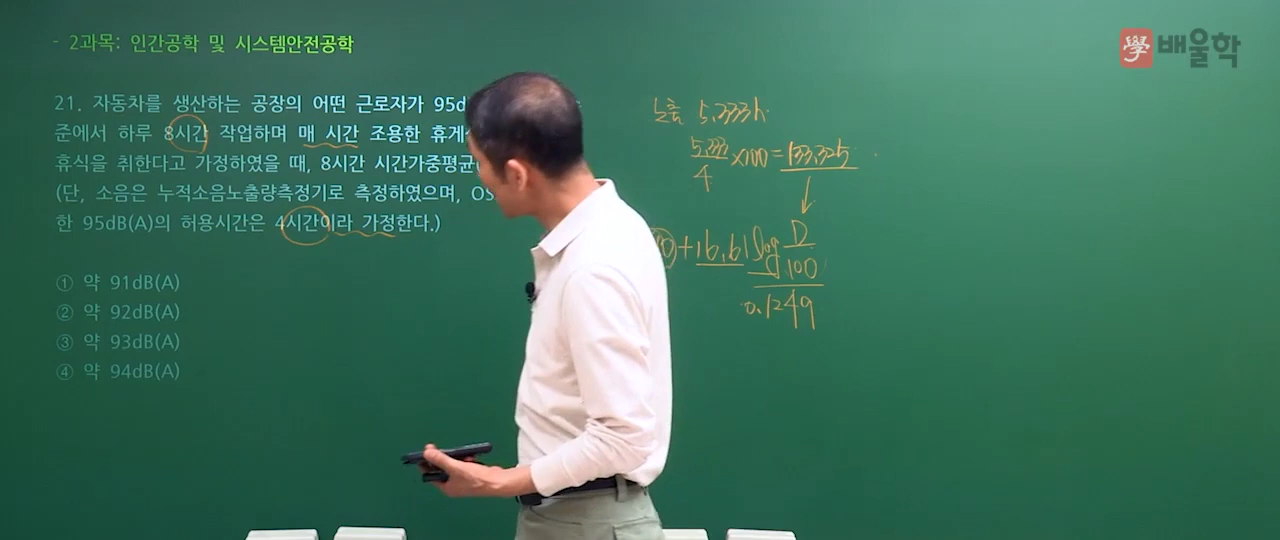 - 2과목: 인간공학 및 시스템안전공학
學 배울학
21. 자동차를 생산하는 공장의 어떤 근로자가 95d
준에서 하루 8시간 작업하며 매 시간 조용한 휴게
휴식을 취한다고 가정하였을 때, 8시간 시간가중평균
(단, 소음은 누적소음노출량측정기로 측정하였으며, OS
한 95dB(A)의 허용시간은 4시간이라 가정한다.)
① 약 91dB(A)
② 약 92dB(A)
③ 약 93dB(A)
④ 약 94dB(A)
노출 5.333h
5.33/4 ×100 = 133.325
0 + 16.61 log D/100
0.1249